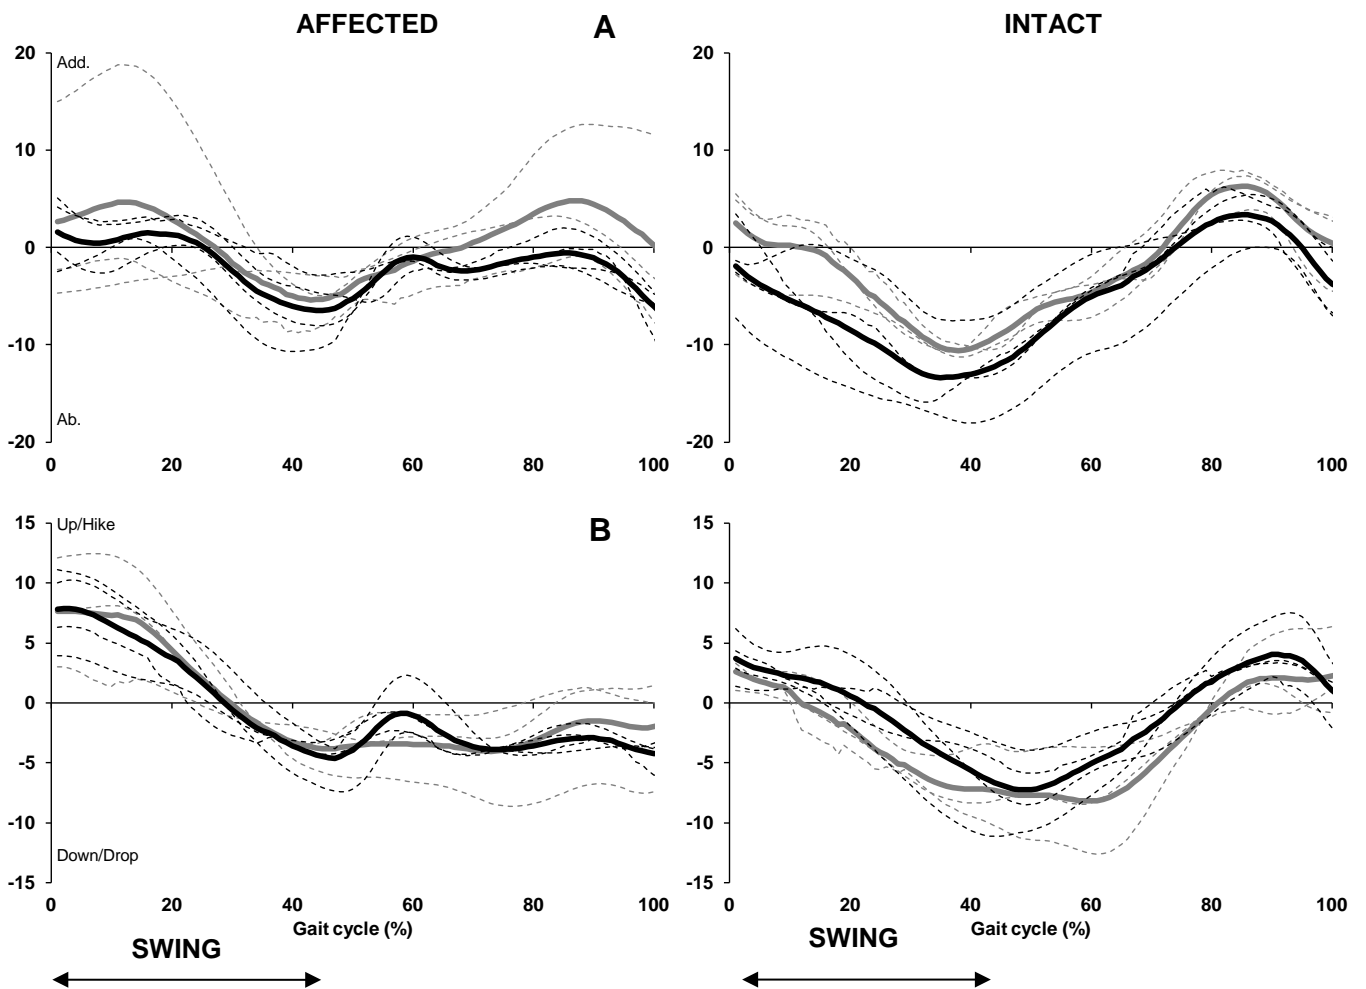 AFFECTED A INTACT
20 20
Add.
10 10
0 0
-10 -10
Ab.
-20 -20
0 20 40 60 80 100 0 20 40 60 80 100
15 Up/Hike B 15
10 10
5 5
0 0
-5 -5
-10 -10
Down/Drop
-15 -15
0 20 40 60 80 100 0 20 40 60 80 100
Gait cycle (%) Gait cycle (%)
SWING SWING